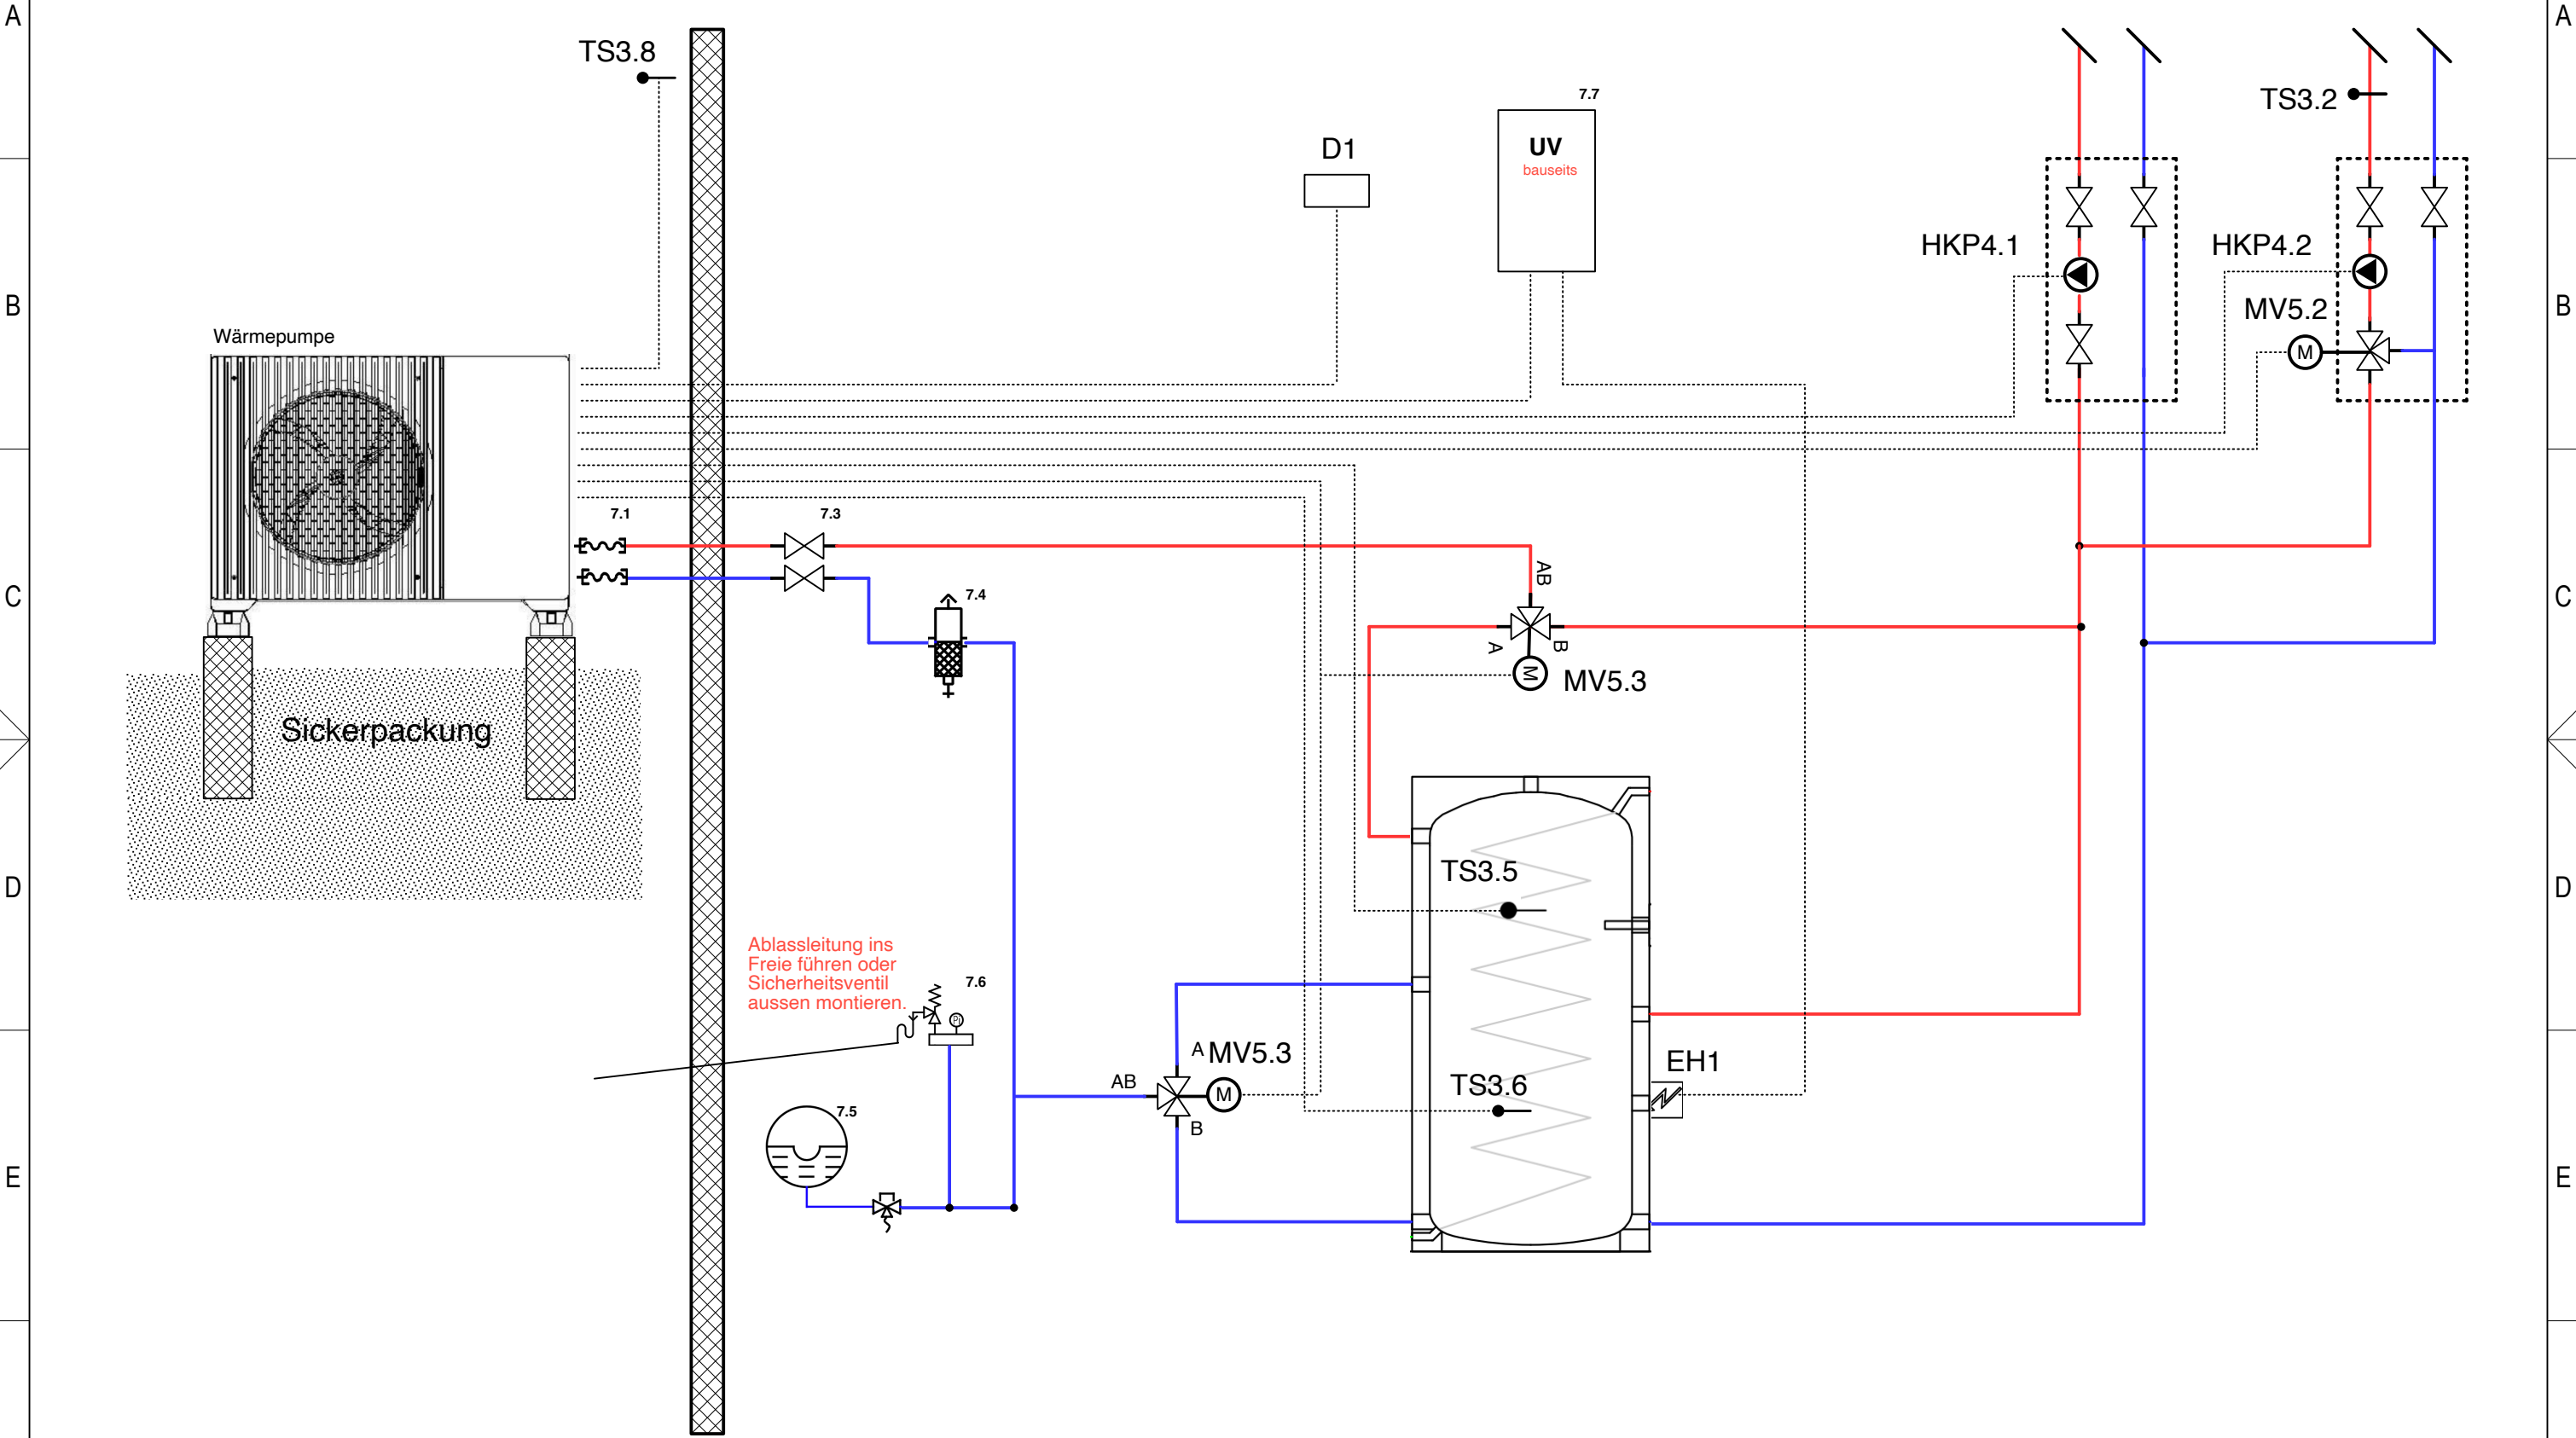 A
A
TS3.8
7.7
TS3.2
UV
bauseits
D1
HKP4.1
HKP4.2
B
B
MV5.2
M
Wärmepumpe
7.1
7.3
AB
C
C
7.4
A
B
M
MV5.3
Sickerpackung
TS3.5
D
D
Ablassleitung ins
Freie führen oder
Sicherheitsventil
aussen montieren.
7.6
Pi
A
MV5.3
EH1
AB
M
TS3.6
7.5
B
E
E